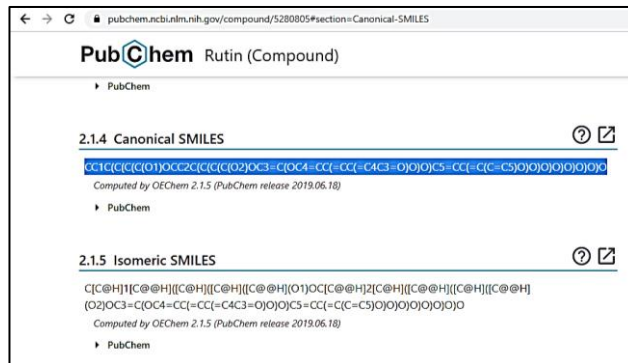 pubchem.ncbi.nlm.nih.gov/compound/5280805#section=Canonical-SMILES
PubChem Rutin (Compound)
PubChem
2.1.4 Canonical SMILES
CC1C(C(C(C(O1)OCC2C(C(C(C(O2)OC3=C(OC4=CC(=CC(=C4C3=O)O)O)C5=CC(=C(C=C5)O)O)O)O)O)O)O)O
Computed by OEChem 2.1.5 (PubChem release 2019.06.18)
PubChem
2.1.5 Isomeric SMILES
C[C@H]1[C@@H]([C@H]([C@H]([C@@H](O1)OC[C@@H]2[C@H]([C@@H]([C@H]([C@@H]
(O2)OC3=C(OC4=CC(=CC(=C4C3=O)O)O)C5=CC(=C(C=C5)O)O)O)O)O)O)O)O
Computed by OEChem 2.1.5 (PubChem release 2019.06.18)
PubChem